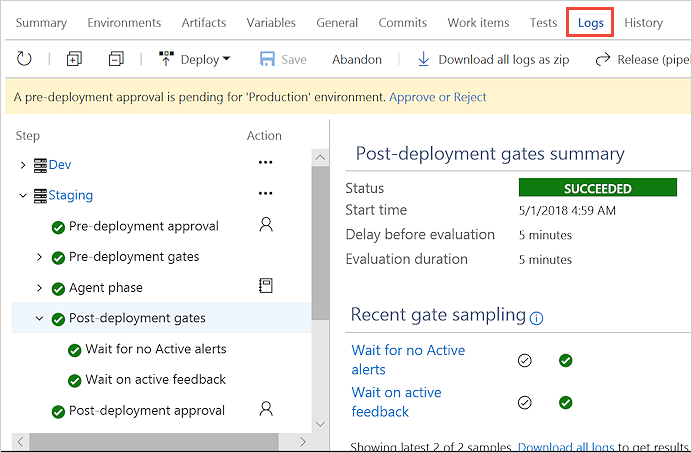 Summary Environments Artifacts Variables General Commits Work items Tests Logs History
Deploy Save Abandon Download all logs as zip Release (pipel
A pre-deployment approval is pending for 'Production' environment. Approve or Reject
Step Action
Dev ...
Staging ...
Pre-deployment approval
Pre-deployment gates
Agent phase
Post-deployment gates
Wait for no Active alerts
Wait on active feedback
Post-deployment approval
Post-deployment gates summary
Status SUCCEEDED
Start time 5/1/2018 4:59 AM
Delay before evaluation 5 minutes
Evaluation duration 5 minutes
Recent gate sampling
Wait for no Active
alerts
Wait on active
feedback
Showing latest 2 of 2 samples. Download all logs to get results